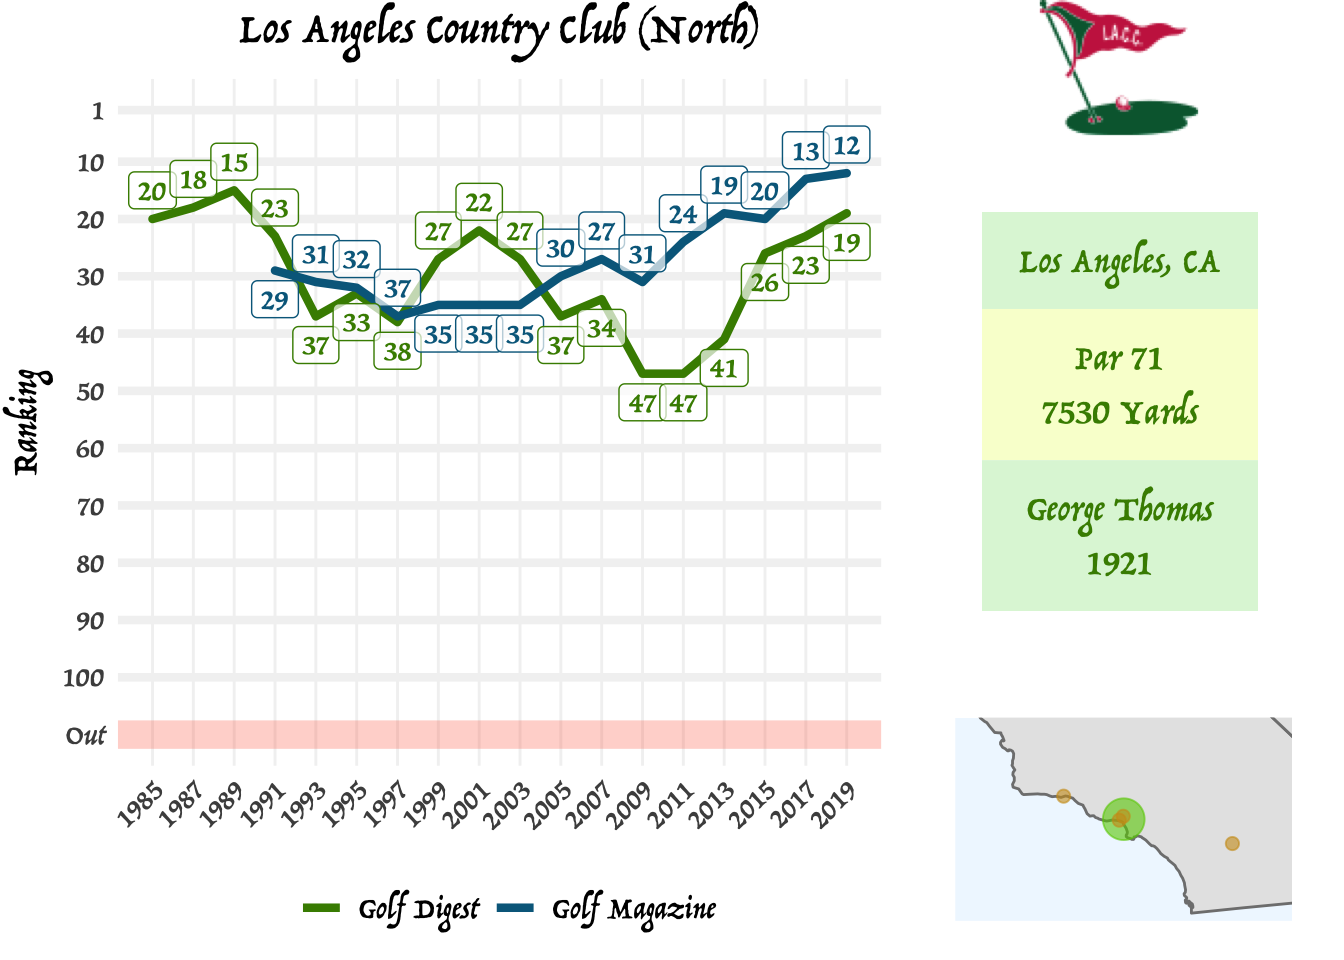 Los Angeles Country Club (North)
L.A.C.C.
Ranking
1
10
20
30
40
50
60
70
80
90
100
Out
20 18 15 23 37 33 38 27 22 27 37 34 47 47 41 26 23 19
29 31 32 37 35 35 35 30 27 31 24 19 20 13 12
1985 1987 1989 1991 1993 1995 1997 1999 2001 2003 2005 2007 2009 2011 2013 2015 2017 2019
Golf Digest Golf Magazine
Los Angeles, CA
Par 71
7530 Yards
George Thomas
1921